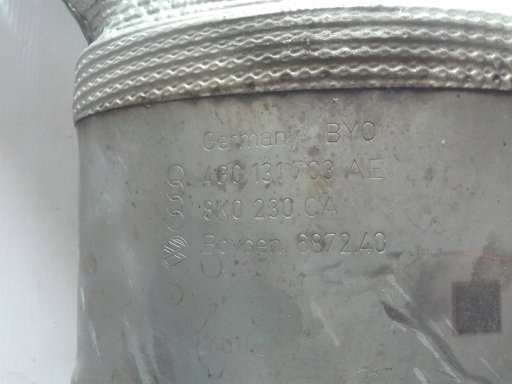 Germany BYO
4G0 131 703 AE
8K0 230 CA
Boysen 6872.40